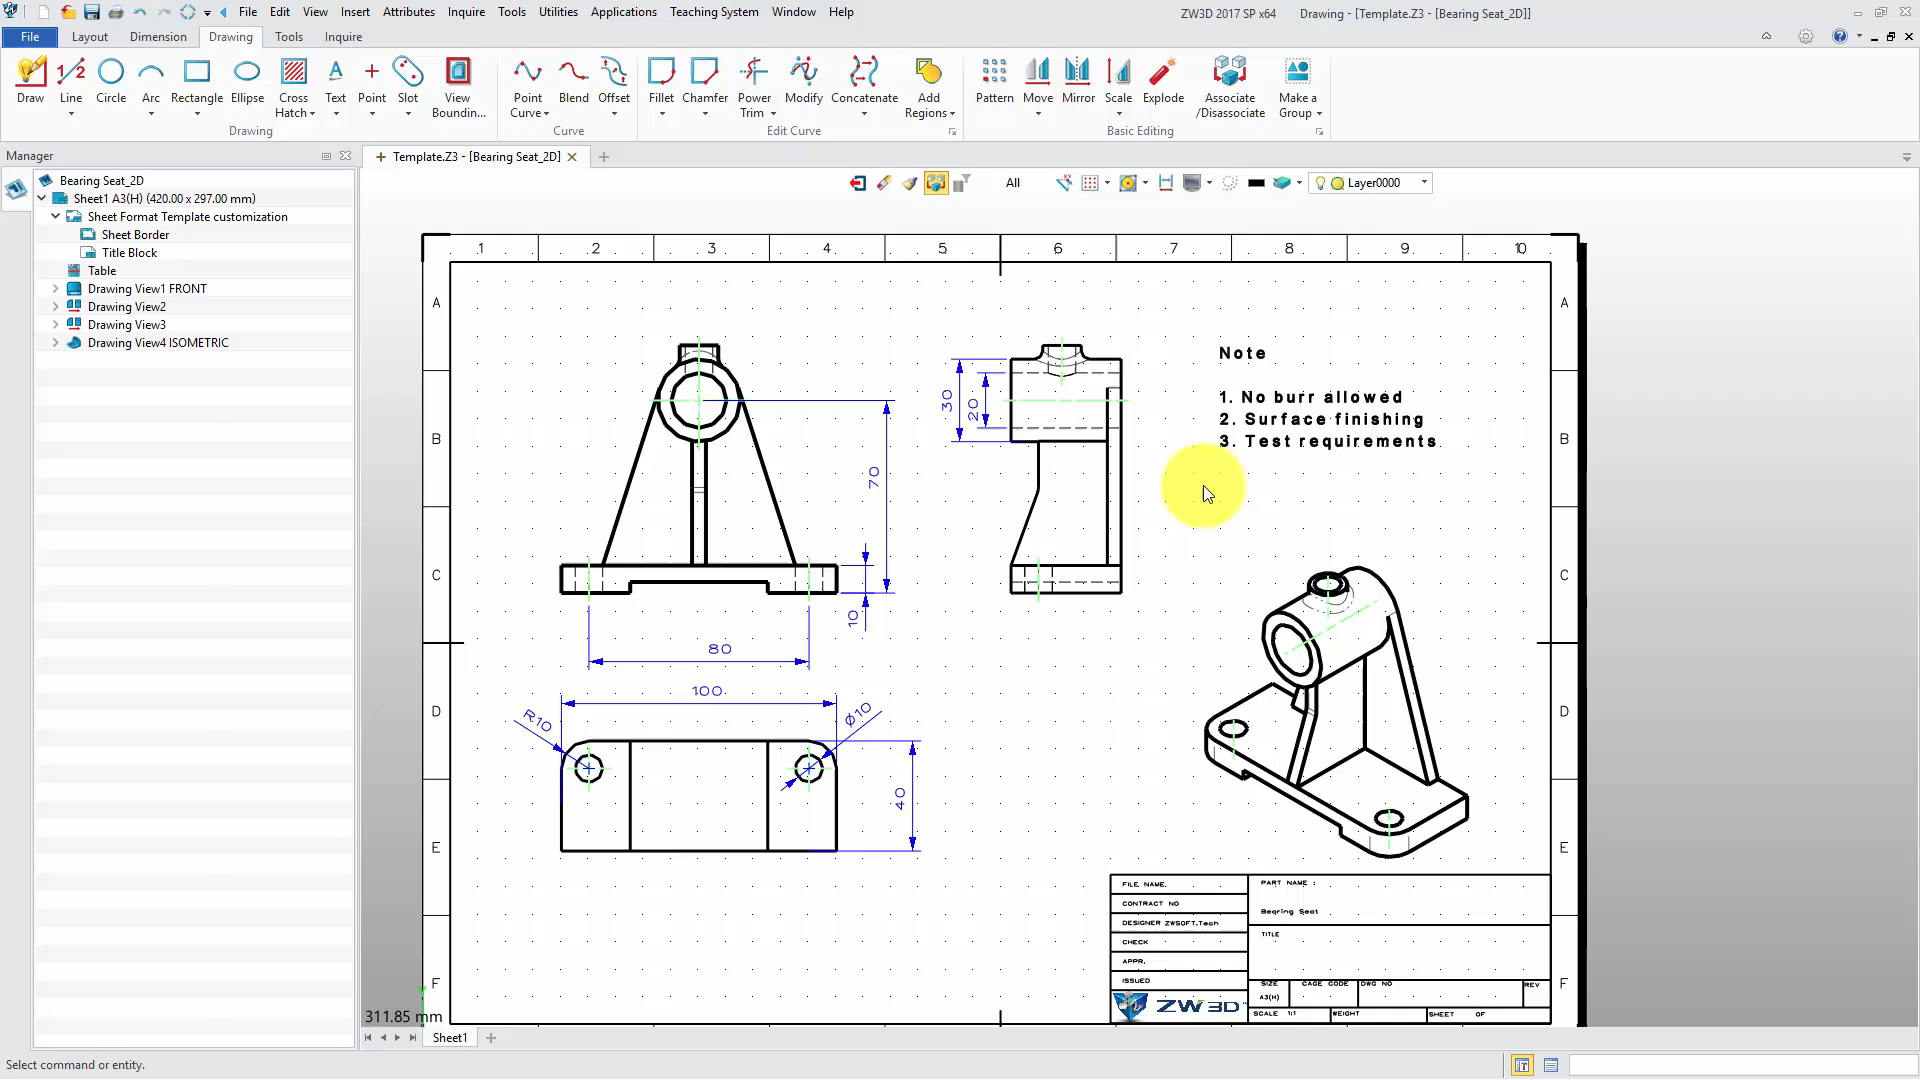 File Edit View Insert Attributes Inquire Tools Utilities Applications Teaching System Window Help
ZW3D 2017 SP x64 Drawing - [Template.Z3 - [Bearing Seat_2D]]
File Layout Dimension Drawing Tools Inquire
Draw Line Circle Arc Rectangle Ellipse Cross Hatch Text Point Slot View Boundin...
Point Curve Blend Offset
Fillet Chamfer Power Trim Modify Concatenate Add Regions
Pattern Move Mirror Scale Explode Associate /Disassociate Make a Group
Drawing Curve Edit Curve Basic Editing
Manager
Template.Z3 - [Bearing Seat_2D]
All
Layer0000
Bearing Seat_2D
Sheet1 A3(H) (420.00 x 297.00 mm)
Sheet Format Template customization
Sheet Border
Title Block
Table
Drawing View1 FRONT
Drawing View2
Drawing View3
Drawing View4 ISOMETRIC
1 2 3 4 5 6 7 8 9 10
A A
B B
C C
D D
E E
F F
Note
1. No burr allowed
2. Surface finishing
3. Test requirements
30
20
70
10
80
100
R10
Ø10
40
FILE NAME.
CONTRACT NO
DESIGNER ZWSOFT.Tech
CHECK
APPR.
ISSUED
ZW3D™
PART NAME :
Bearing Seat
TITLE
SIZE
A3(H)
CAGE CODE
DWG NO
REV
SCALE 1:1
WEIGHT
SHEET OF
311.85 mm
Sheet1
Select command or entity.